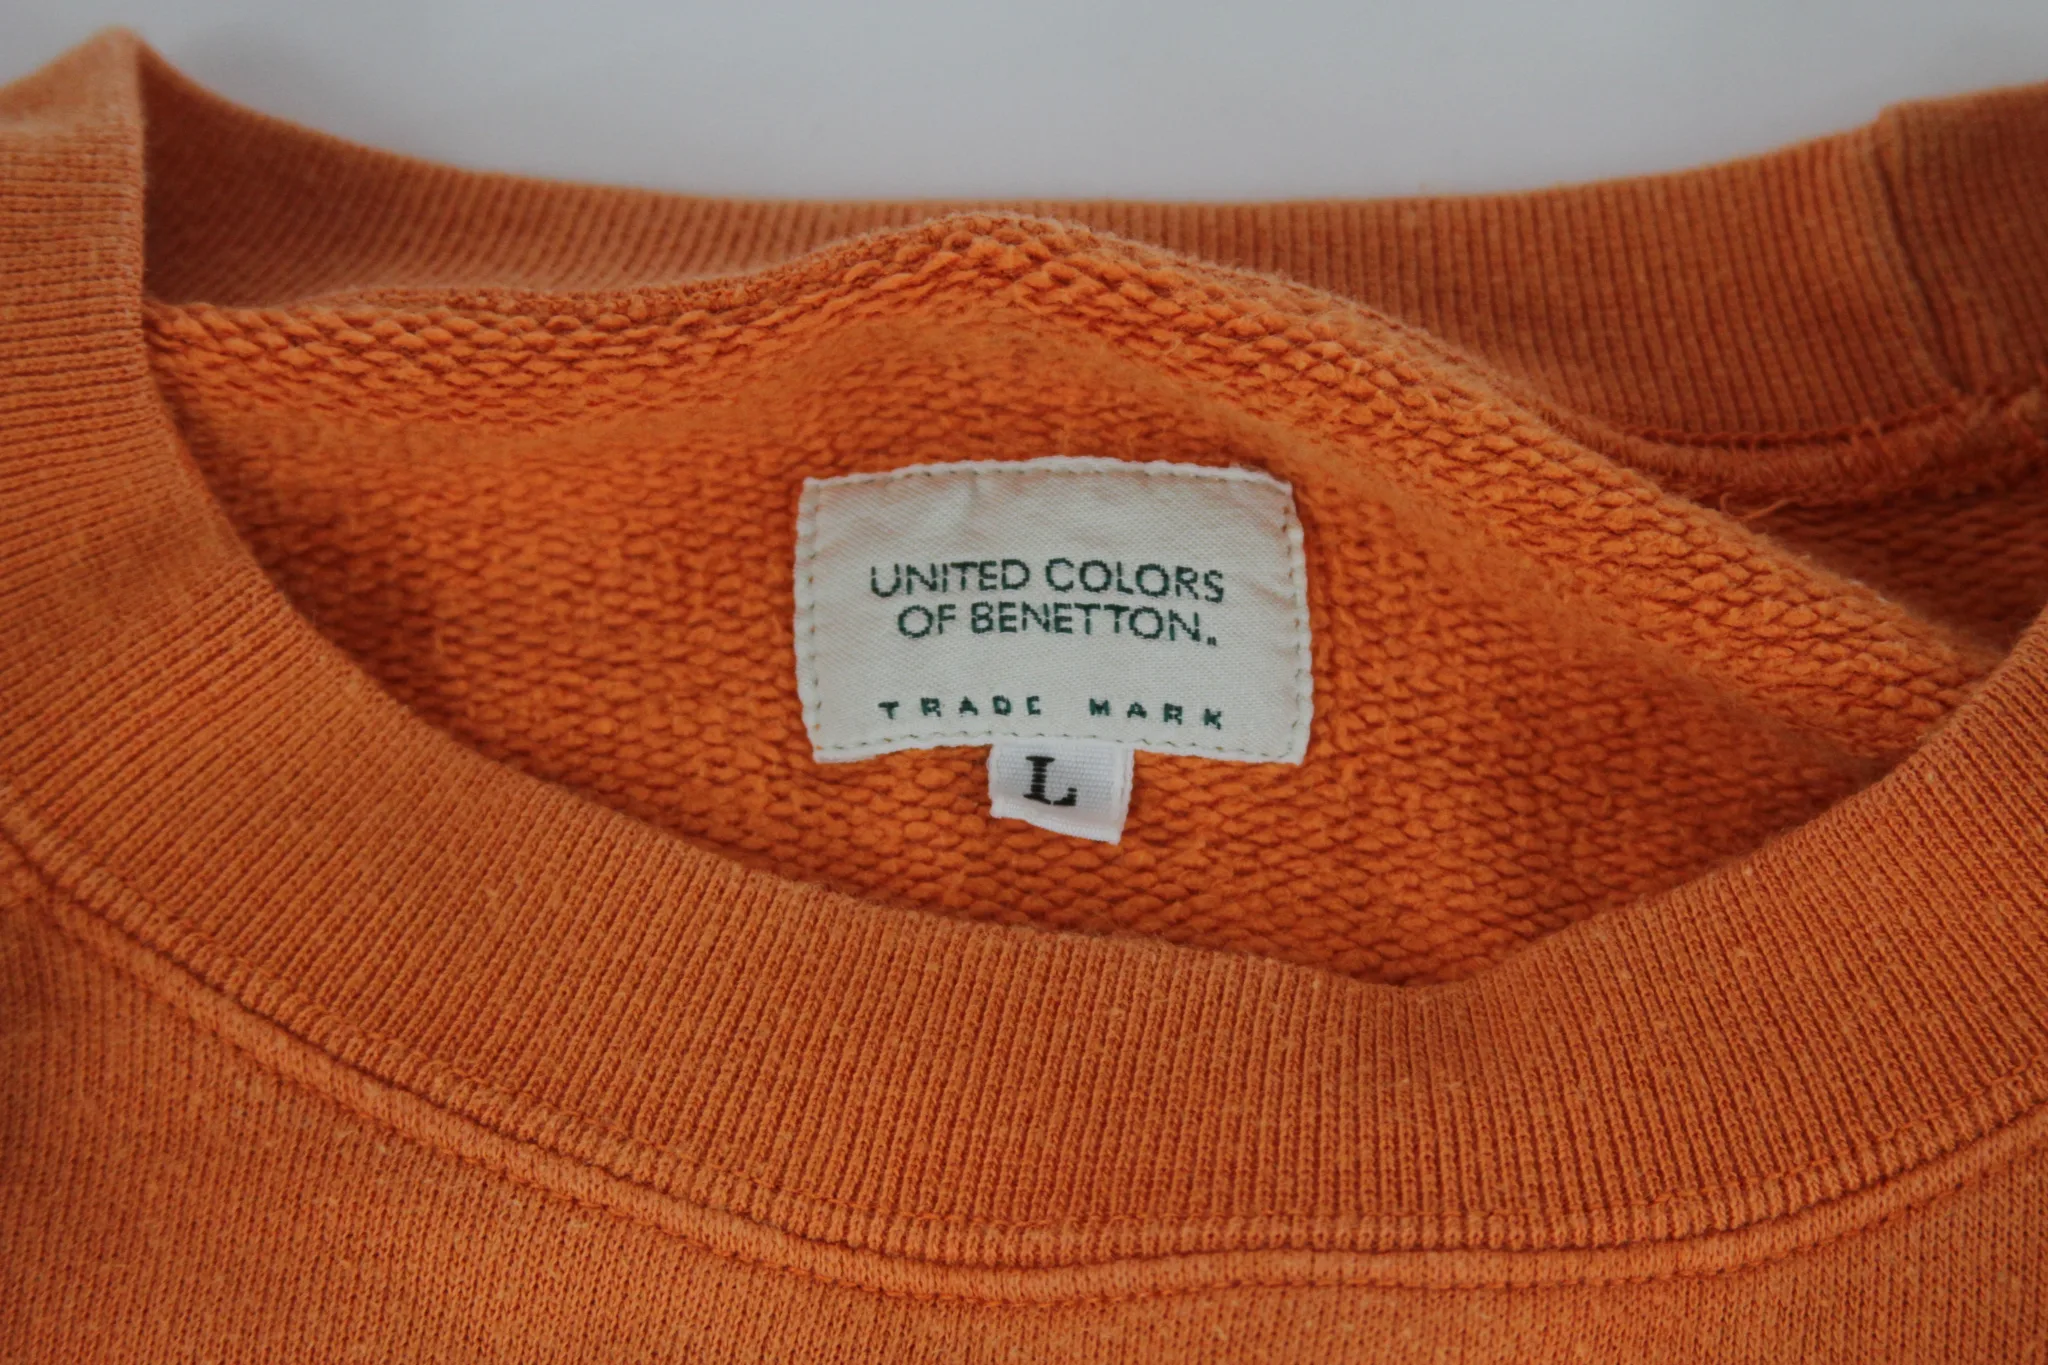 UNITED COLORS
OF BENETTON.
TRADE MARK
L